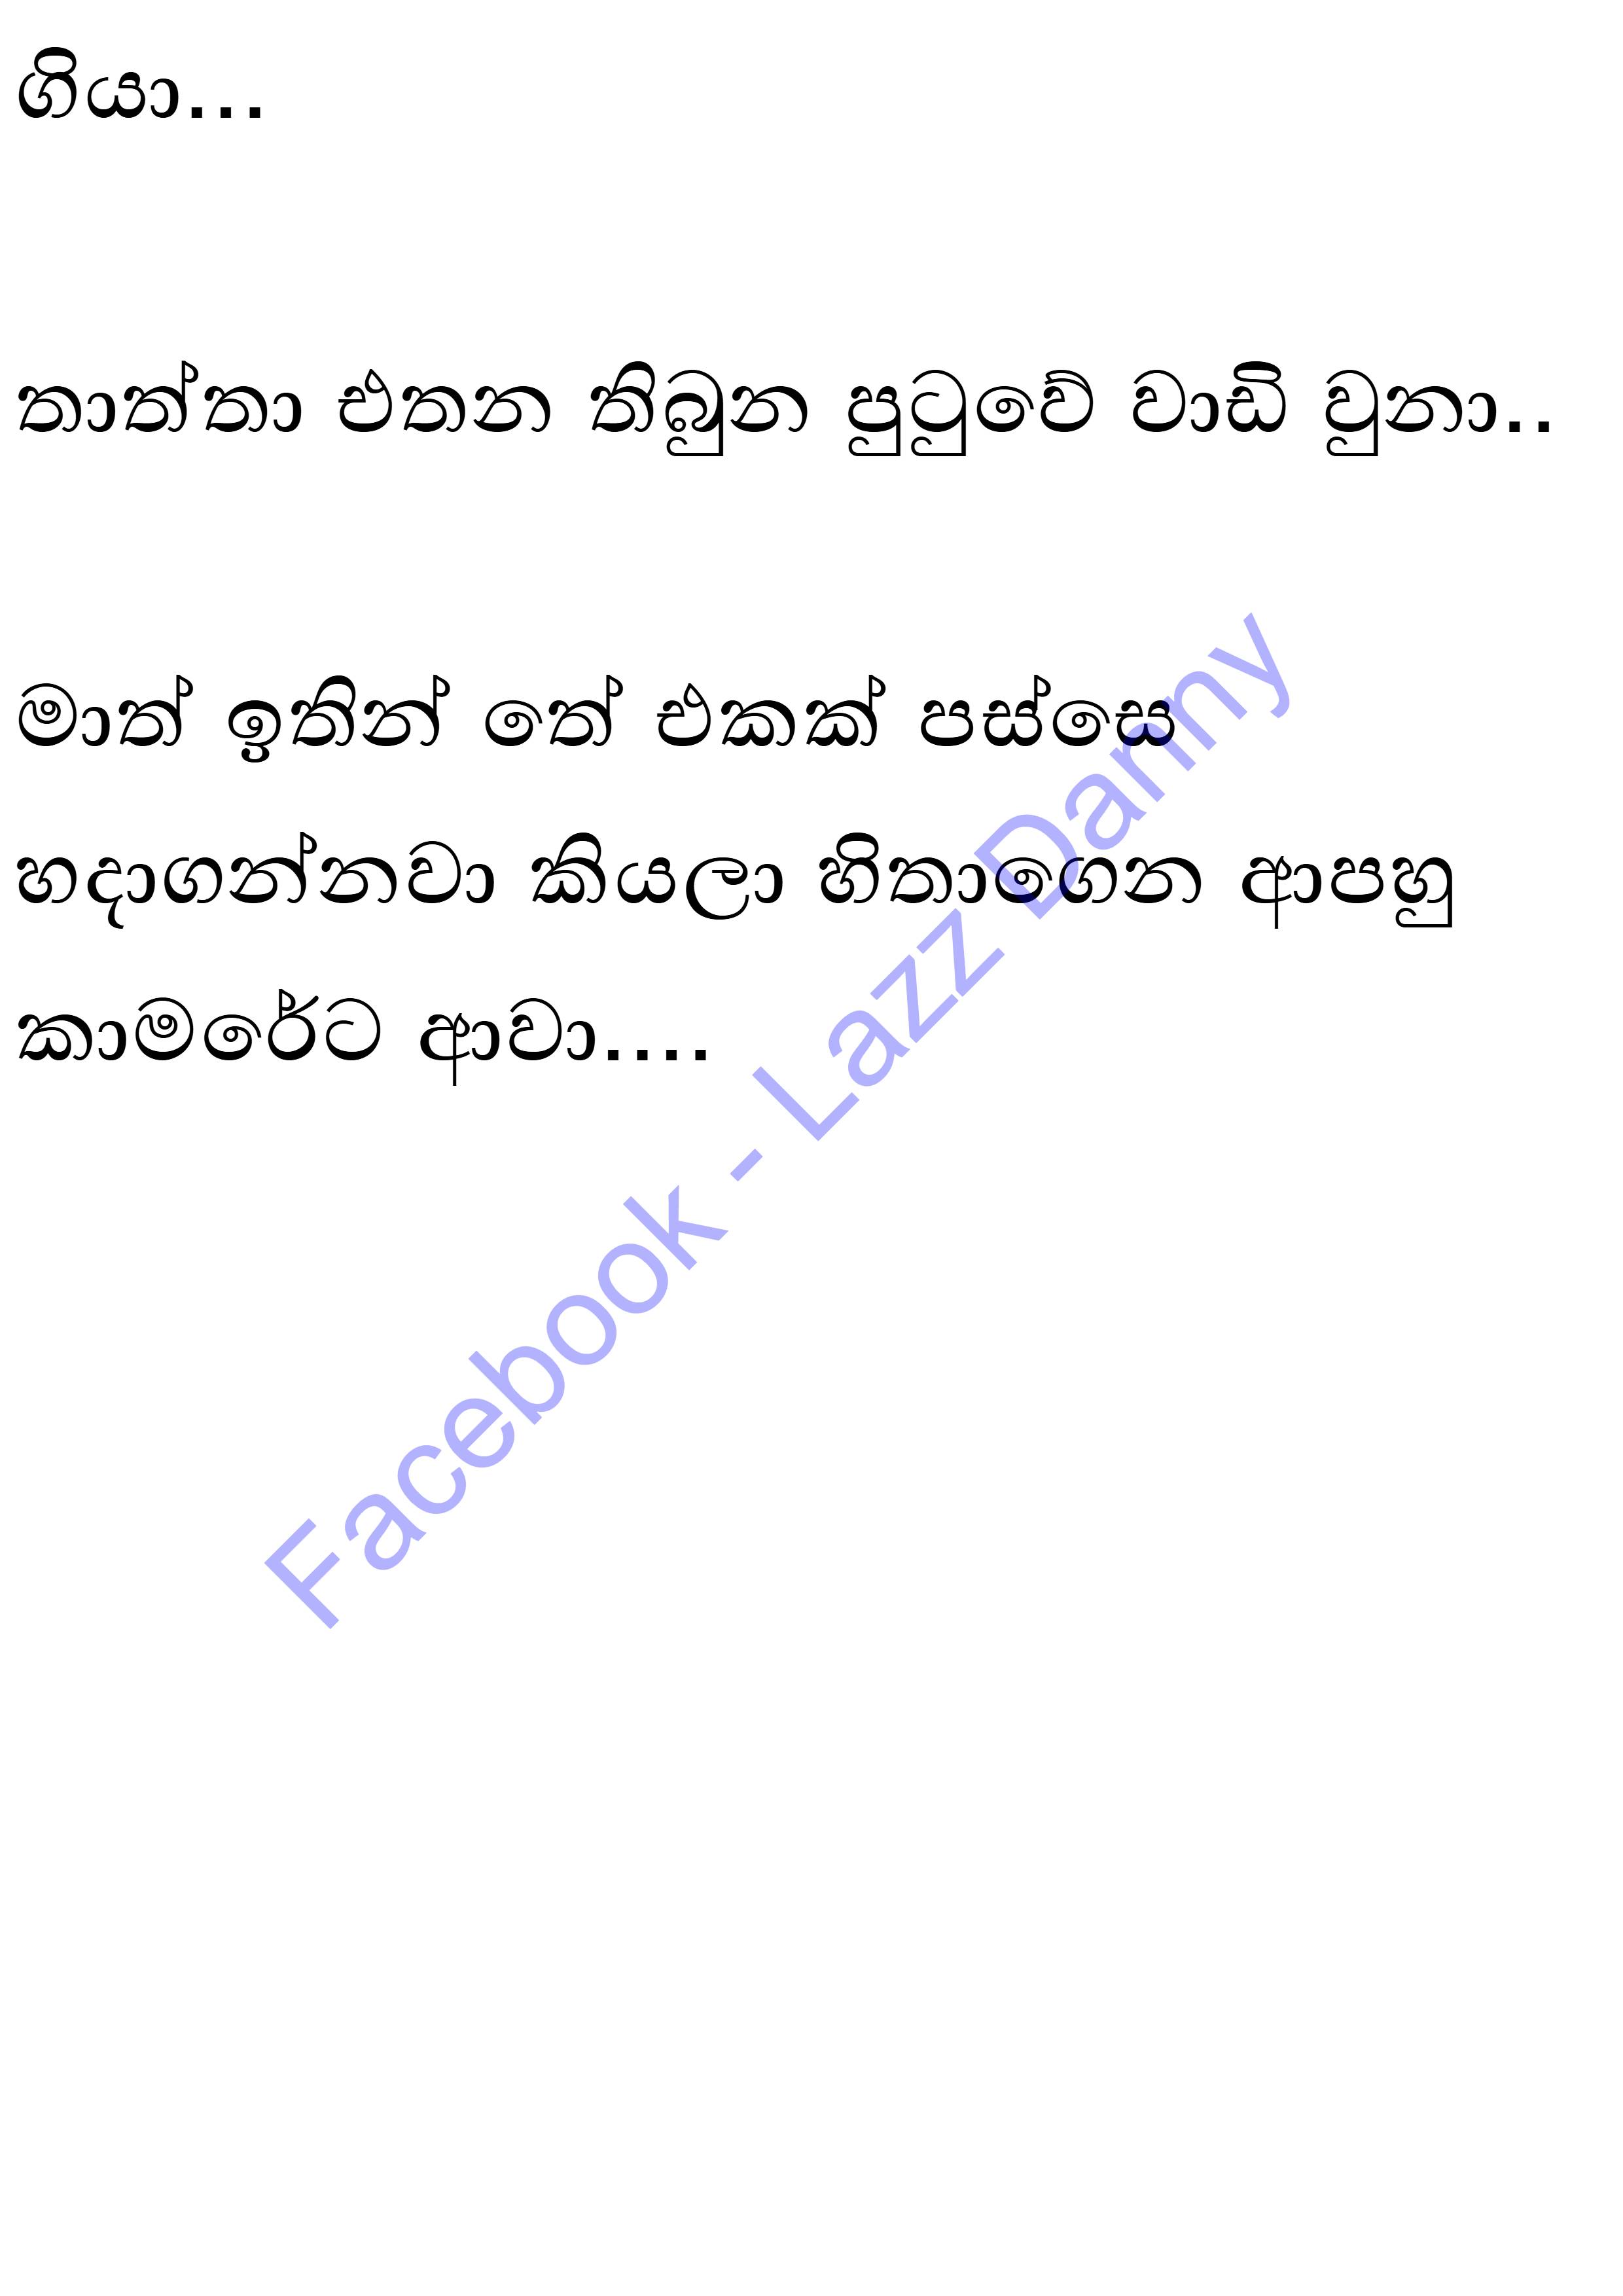 ගියා...
තාත්තා එතන තිබුන පුටුවේ වාඩි වුනා..
මාත් ඉතින් තේ එකක් පස්සෙ
හදාගන්නවා කියලා හිතාගෙන ආපහු
කාමරේට ආවා....
Facebook - Lazz Danny